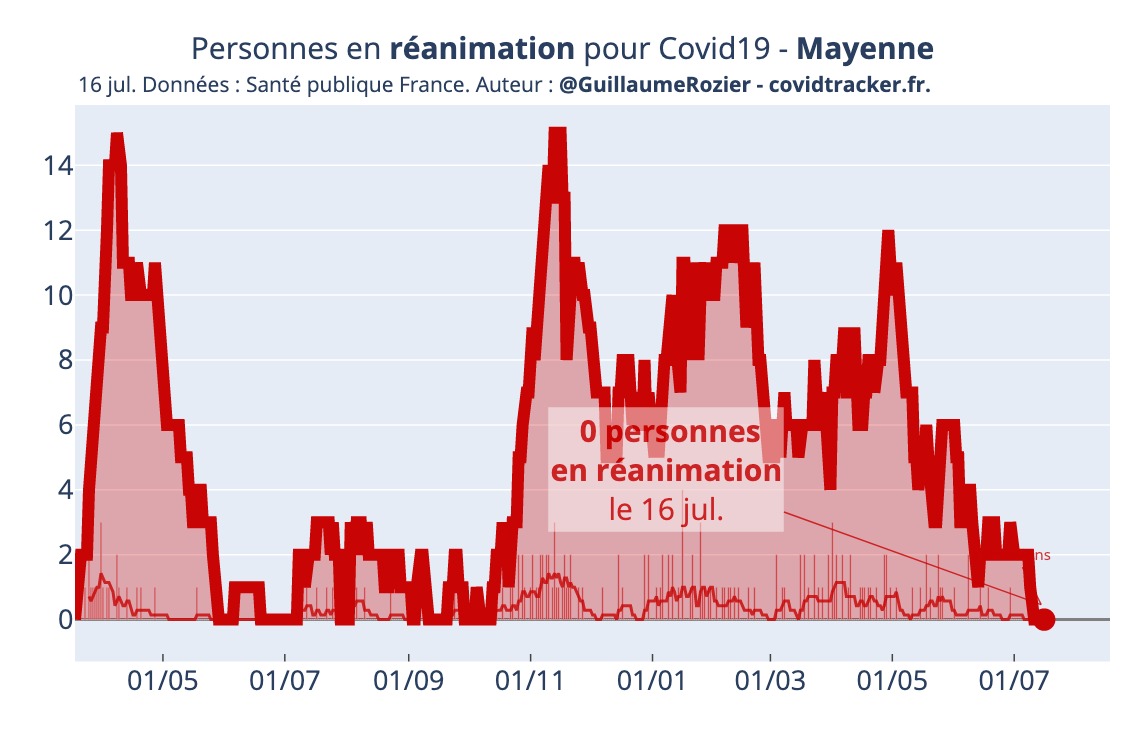 Personnes en réanimation pour Covid19 - Mayenne
16 jul. Données : Santé publique France. Auteur : @GuillaumeRozier - covidtracker.fr.
14
12
10
8
6
4
2
0
0 personnes
en réanimation
le 16 jul.
ns
01/05
01/07
01/09
01/11
01/01
01/03
01/05
01/07